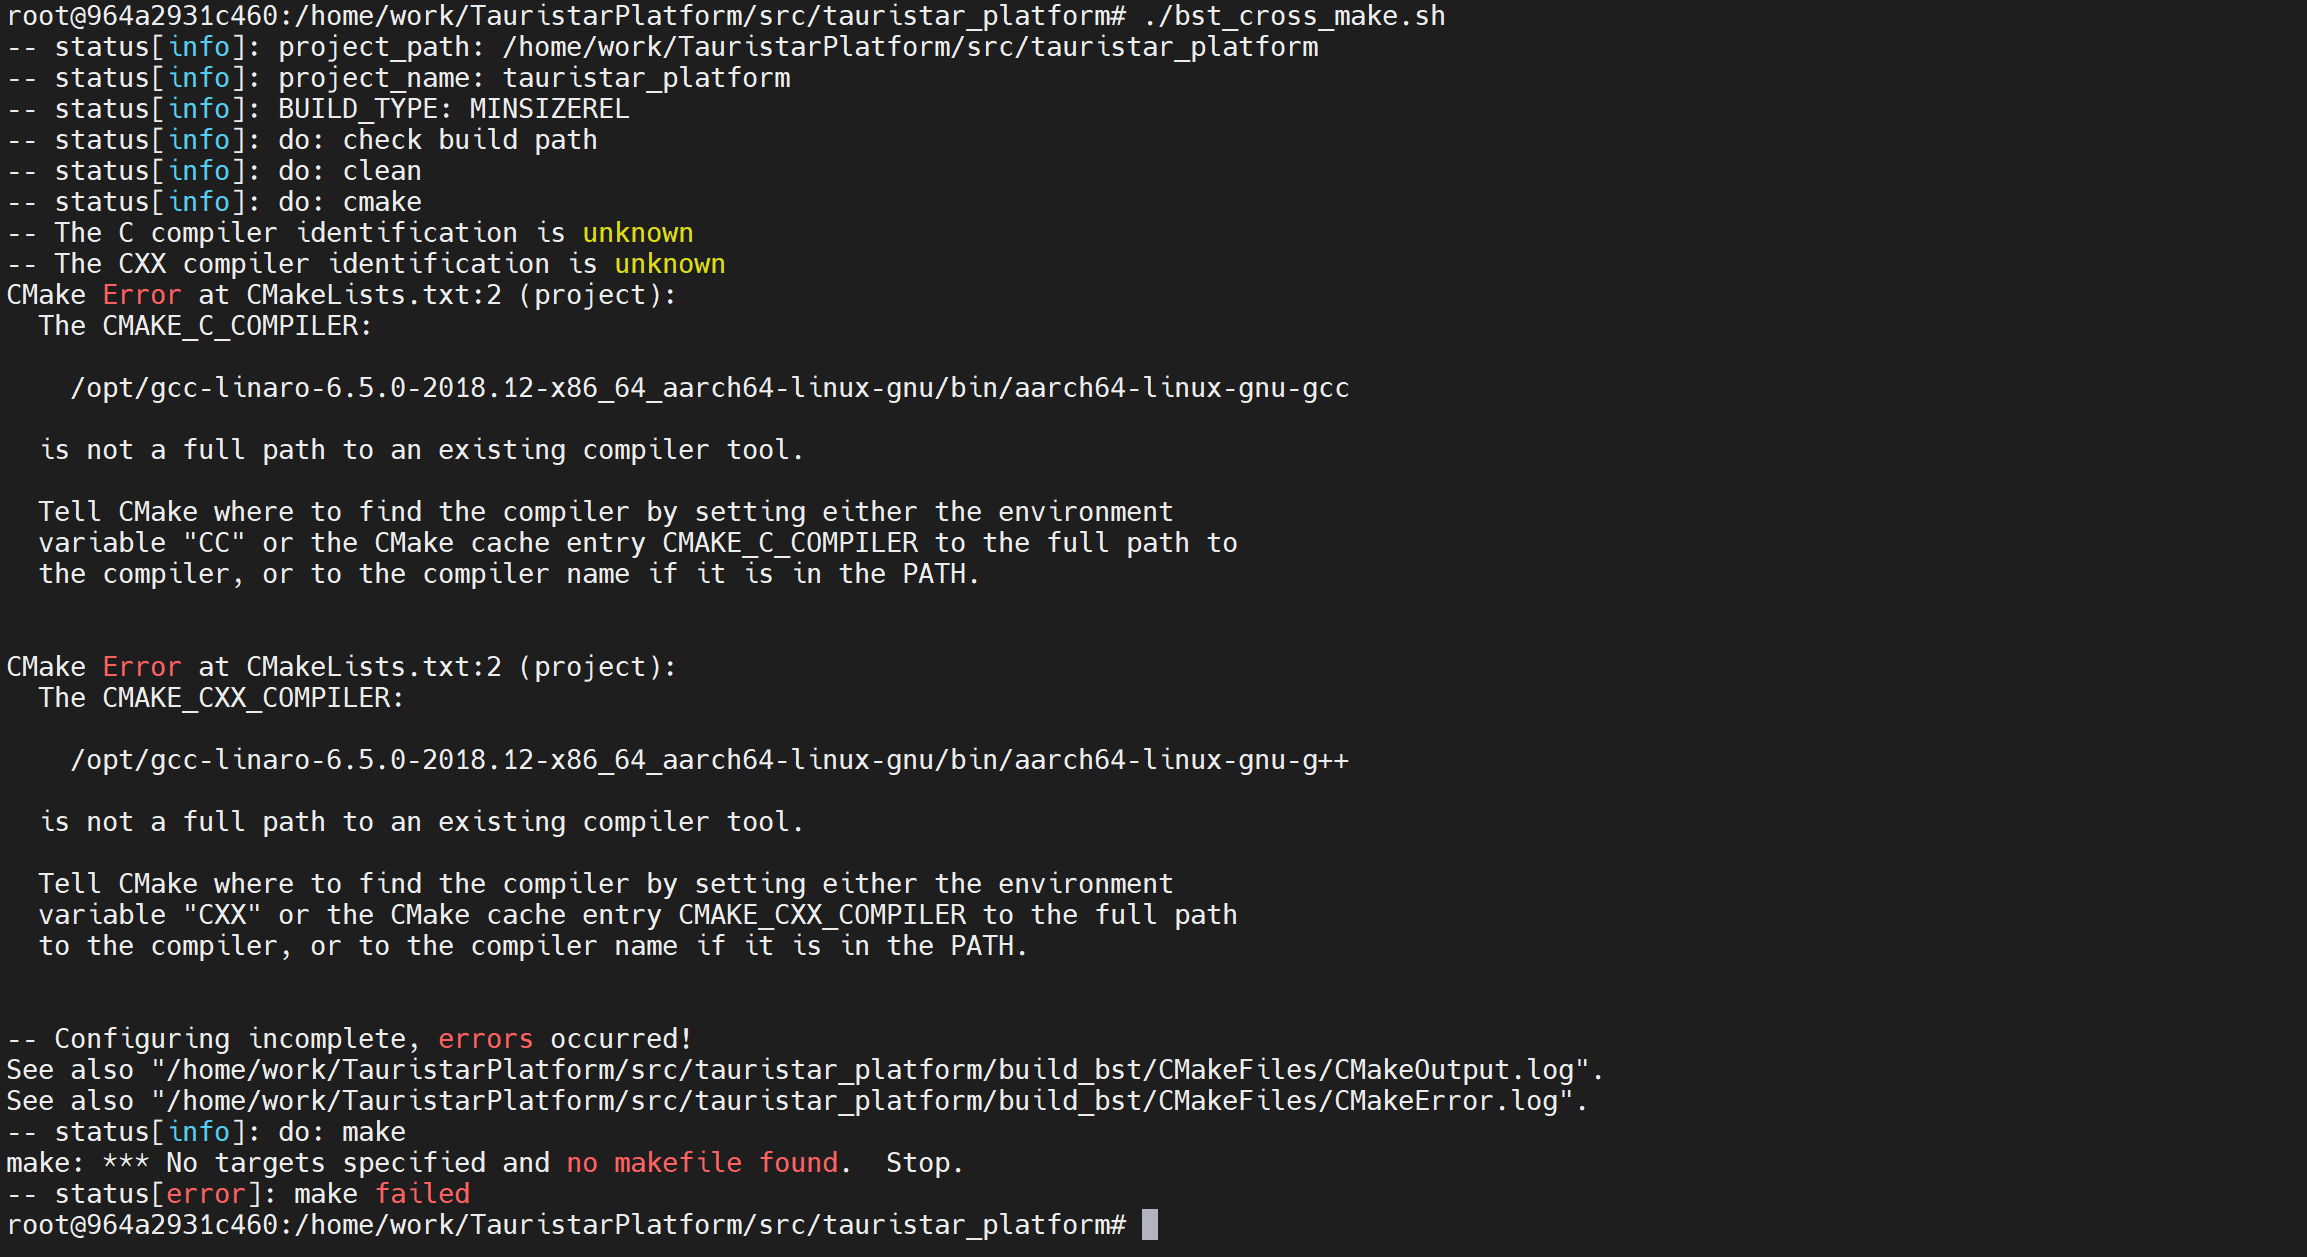 root@964a2931c460:/home/work/TauristarPlatform/src/tauristar_platform# ./bst_cross_make.sh
-- status[info]: project_path: /home/work/TauristarPlatform/src/tauristar_platform
-- status[info]: project_name: tauristar_platform
-- status[info]: BUILD_TYPE: MINSIZEREL
-- status[info]: do: check build path
-- status[info]: do: clean
-- status[info]: do: cmake
-- The C compiler identification is unknown
-- The CXX compiler identification is unknown
CMake Error at CMakeLists.txt:2 (project):
  The CMAKE_C_COMPILER:

    /opt/gcc-linaro-6.5.0-2018.12-x86_64_aarch64-linux-gnu/bin/aarch64-linux-gnu-gcc

  is not a full path to an existing compiler tool.

  Tell CMake where to find the compiler by setting either the environment
  variable "CC" or the CMake cache entry CMAKE_C_COMPILER to the full path to
  the compiler, or to the compiler name if it is in the PATH.


CMake Error at CMakeLists.txt:2 (project):
  The CMAKE_CXX_COMPILER:

    /opt/gcc-linaro-6.5.0-2018.12-x86_64_aarch64-linux-gnu/bin/aarch64-linux-gnu-g++

  is not a full path to an existing compiler tool.

  Tell CMake where to find the compiler by setting either the environment
  variable "CXX" or the CMake cache entry CMAKE_CXX_COMPILER to the full path
  to the compiler, or to the compiler name if it is in the PATH.


-- Configuring incomplete, errors occurred!
See also "/home/work/TauristarPlatform/src/tauristar_platform/build_bst/CMakeFiles/CMakeOutput.log".
See also "/home/work/TauristarPlatform/src/tauristar_platform/build_bst/CMakeFiles/CMakeError.log".
-- status[info]: do: make
make: *** No targets specified and no makefile found.  Stop.
-- status[error]: make failed
root@964a2931c460:/home/work/TauristarPlatform/src/tauristar_platform#